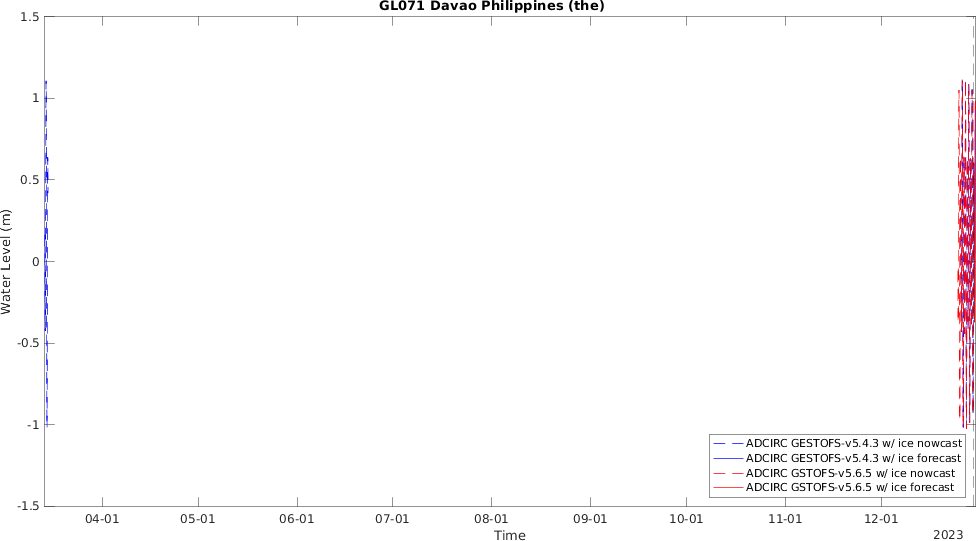 GL071 Davao Philippines (the)
1.5
1
0.5
0
-0.5
-1
-1.5
Water Level (m)
04-01
05-01
06-01
07-01
08-01
09-01
10-01
11-01
12-01
Time
2023
ADCIRC GESTOFS-v5.4.3 w/ ice nowcast
ADCIRC GESTOFS-v5.4.3 w/ ice forecast
ADCIRC GSTOFS-v5.6.5 w/ ice nowcast
ADCIRC GSTOFS-v5.6.5 w/ ice forecast